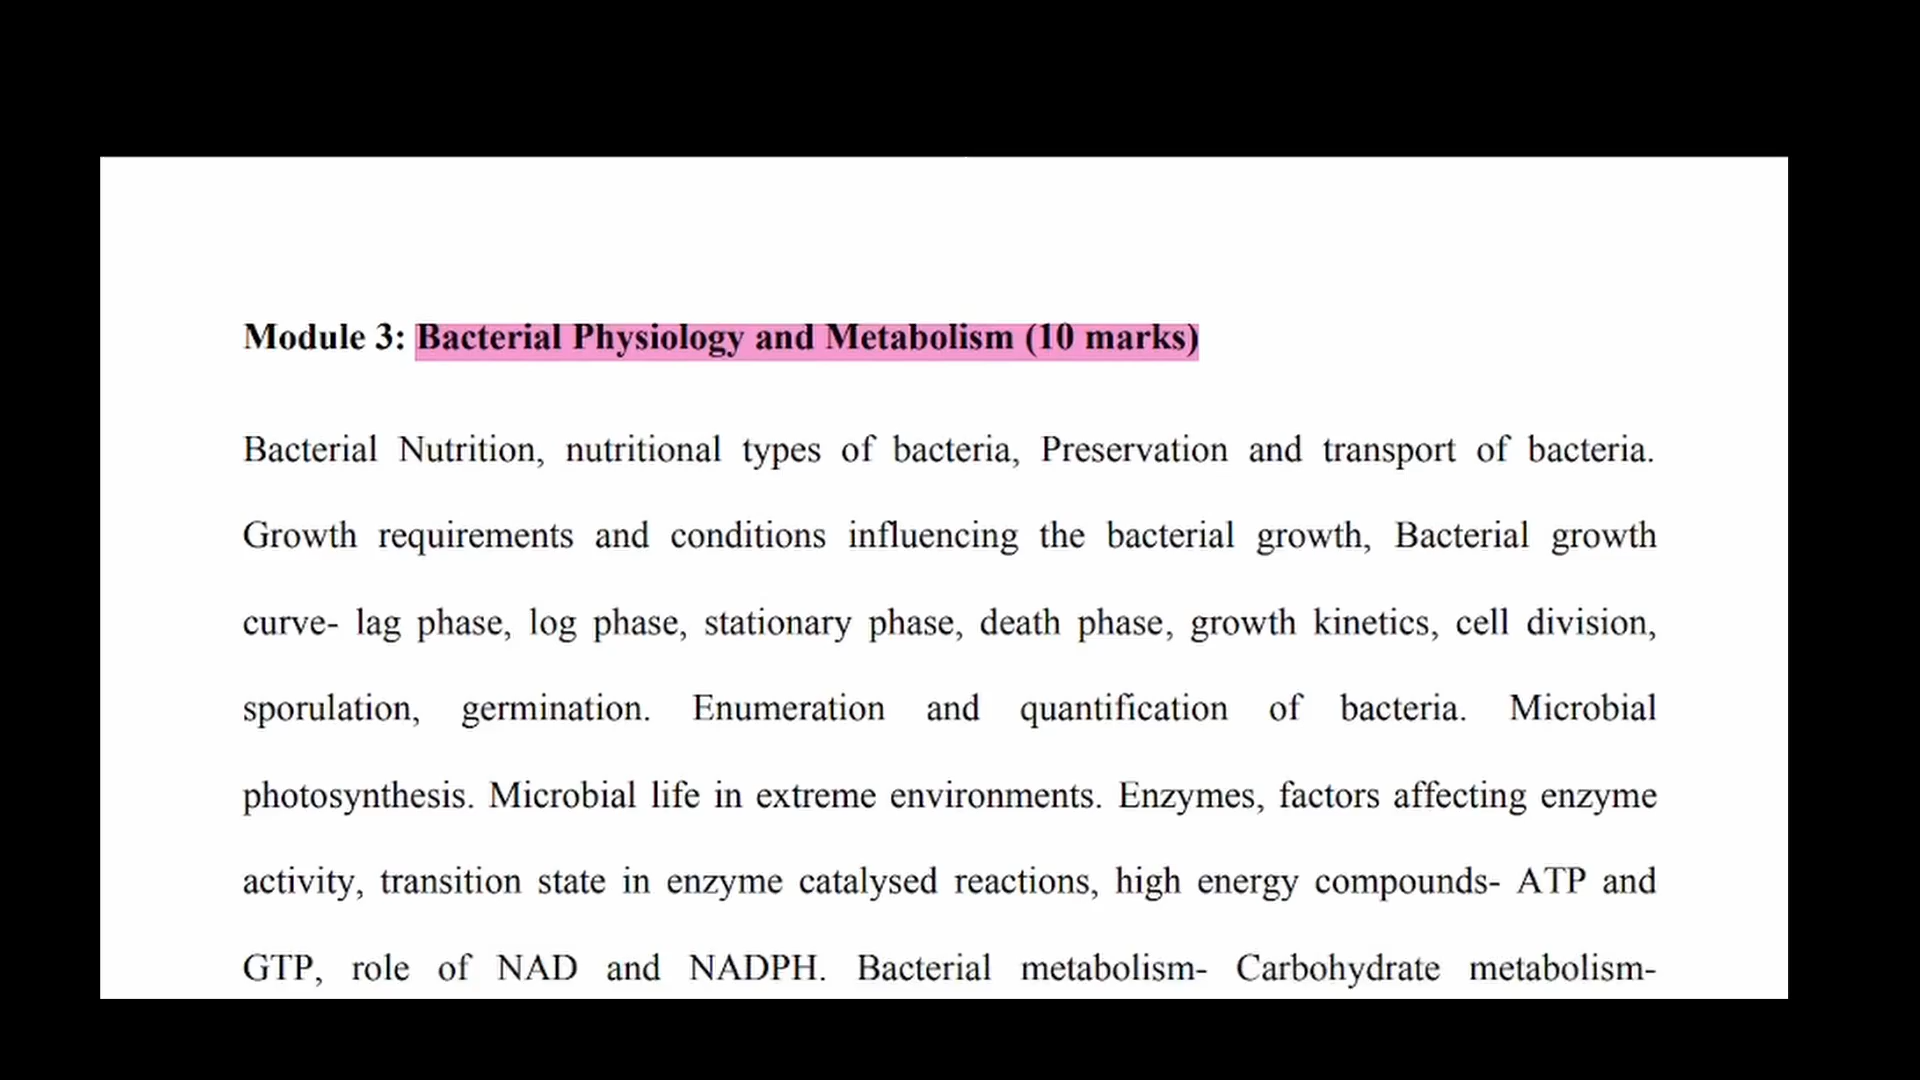 Module 3: Bacterial Physiology and Metabolism (10 marks)
Bacterial Nutrition, nutritional types of bacteria, Preservation and transport of bacteria.
Growth requirements and conditions influencing the bacterial growth, Bacterial growth
curve- lag phase, log phase, stationary phase, death phase, growth kinetics, cell division,
sporulation, germination. Enumeration and quantification of bacteria. Microbial
photosynthesis. Microbial life in extreme environments. Enzymes, factors affecting enzyme
activity, transition state in enzyme catalysed reactions, high energy compounds- ATP and
GTP, role of NAD and NADPH. Bacterial metabolism- Carbohydrate metabolism-